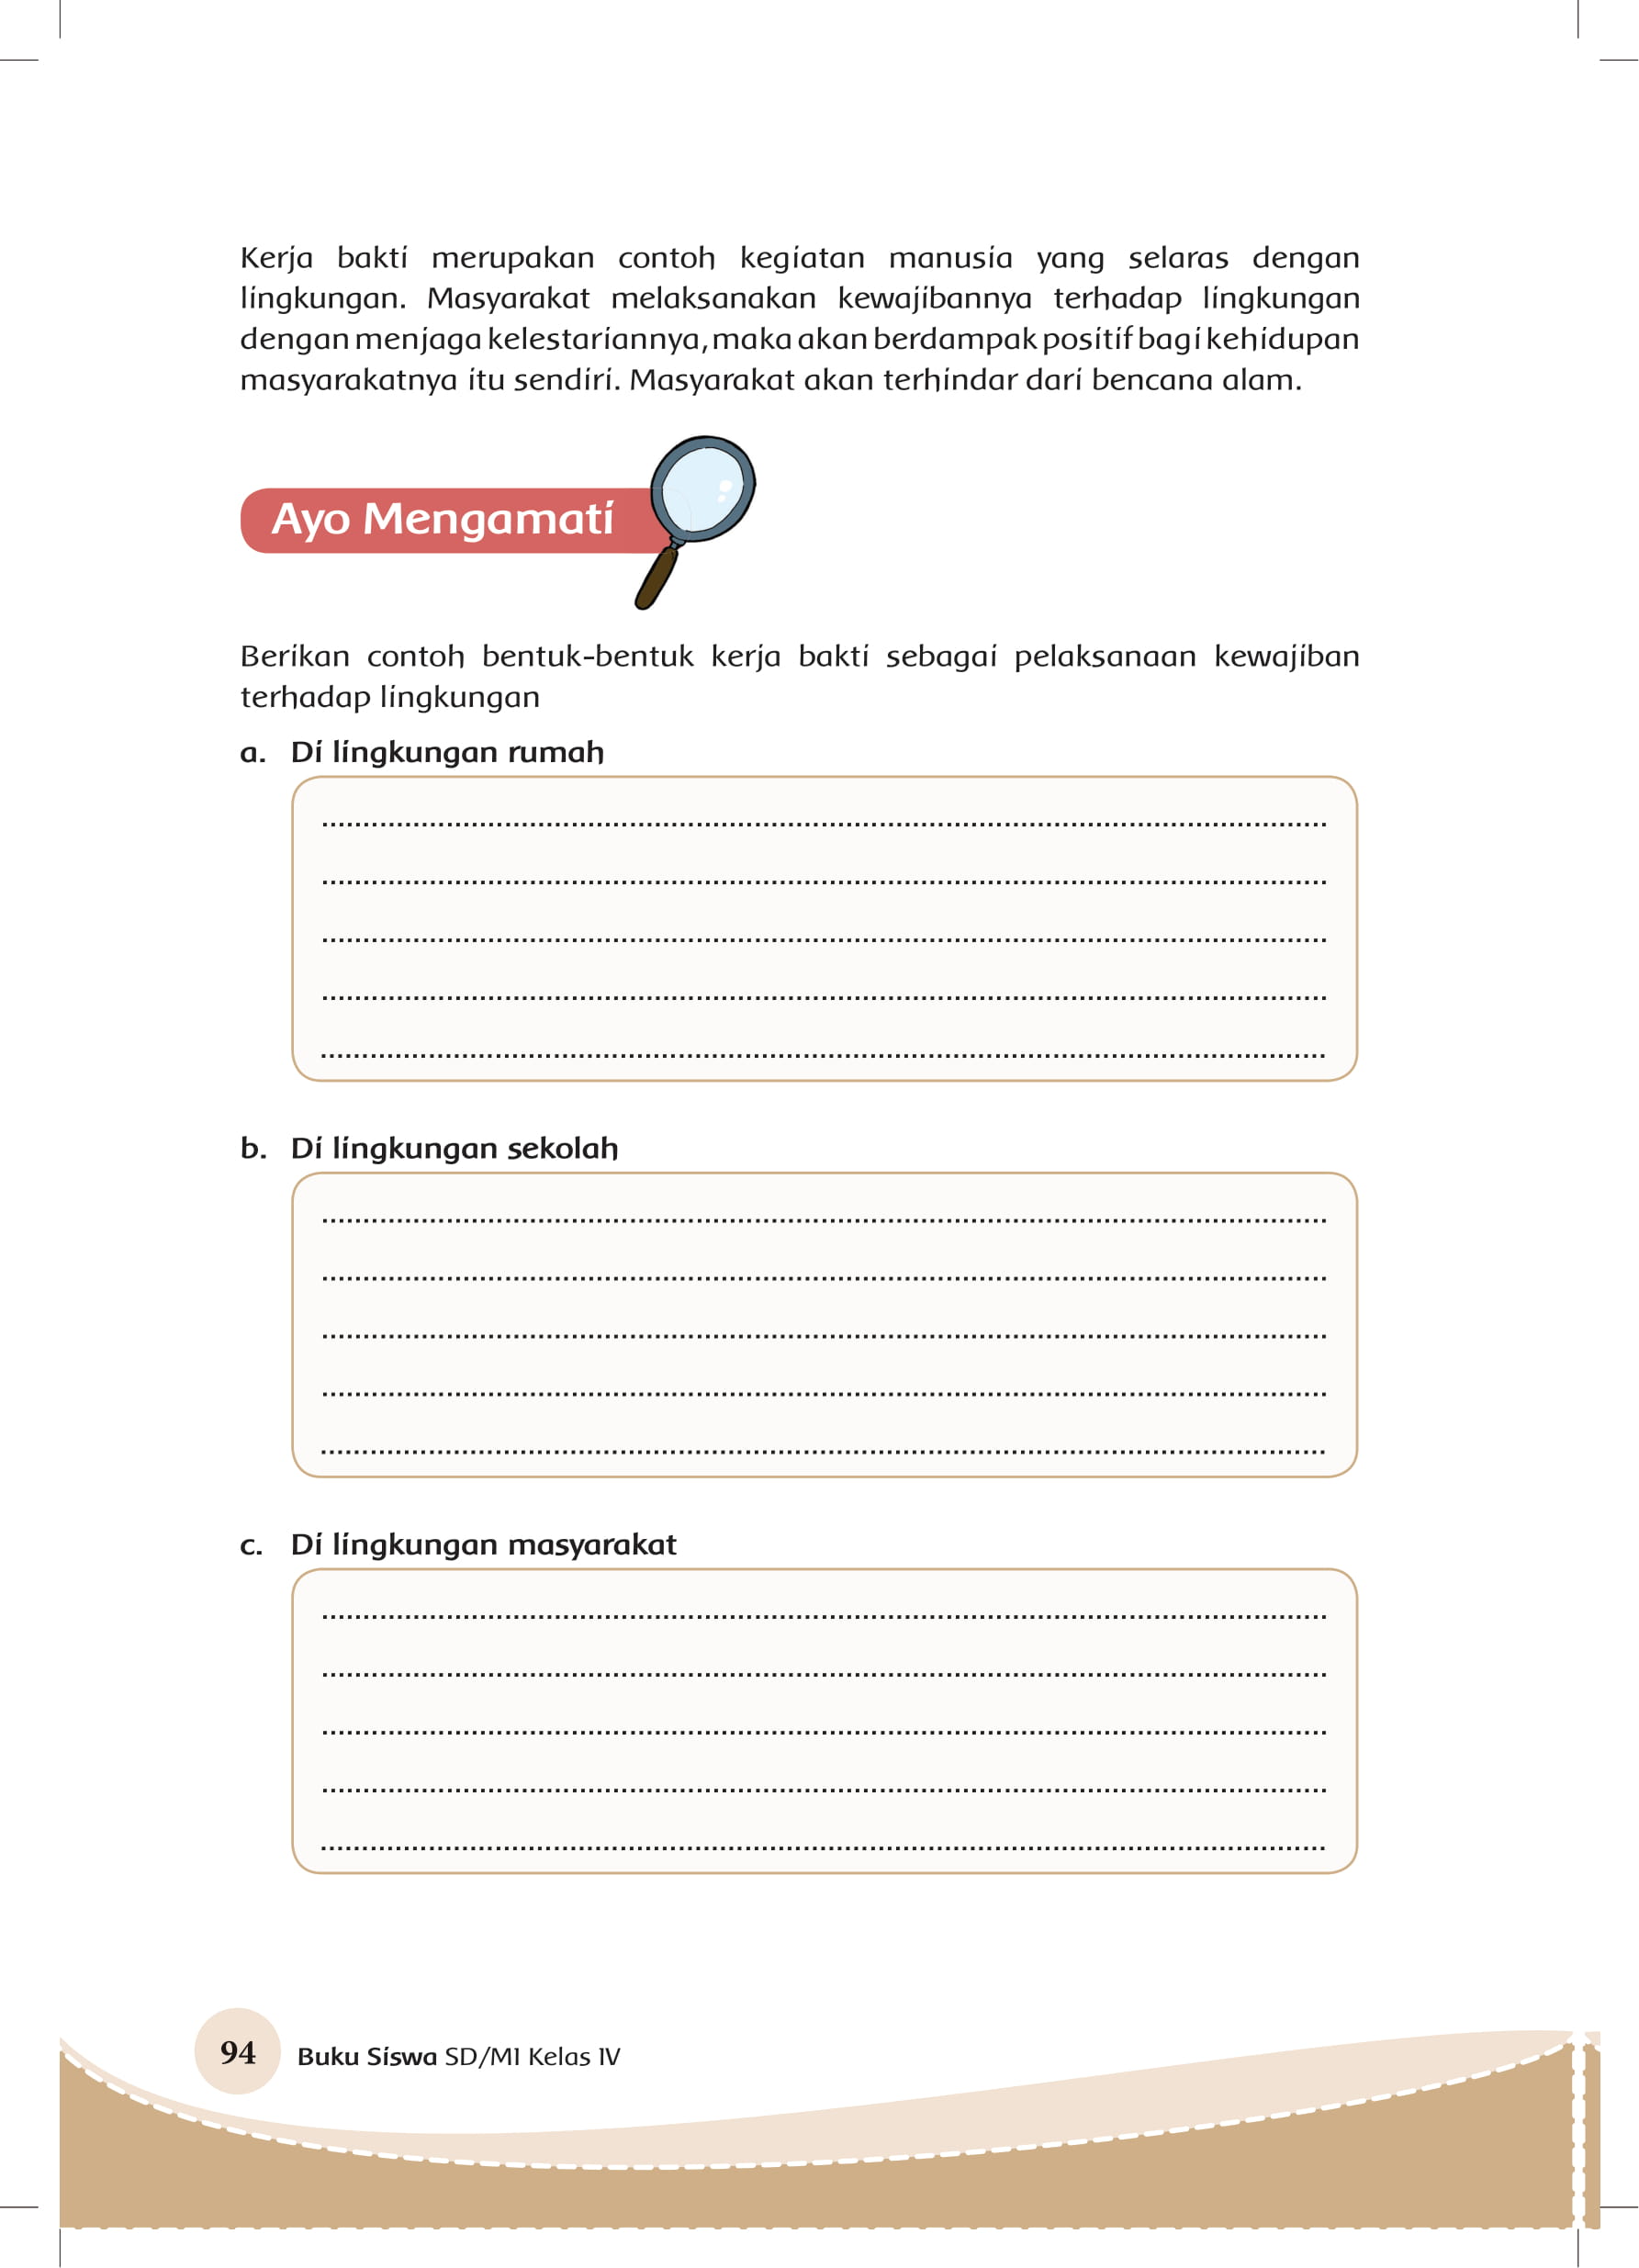 Kerja bakti merupakan contoh kegiatan manusia yang selaras dengan
lingkungan. Masyarakat melaksanakan kewajibannya terhadap lingkungan
dengan menjaga kelestariannya, maka akan berdampak positif bagi kehidupan
masyarakatnya itu sendiri. Masyarakat akan terhindar dari bencana alam.
Ayo Mengamati
Berikan contoh bentuk-bentuk kerja bakti sebagai pelaksanaan kewajiban
terhadap lingkungan
a. Di lingkungan rumah
b. Di lingkungan sekolah
c. Di lingkungan masyarakat
94 Buku Siswa SD/MI Kelas IV